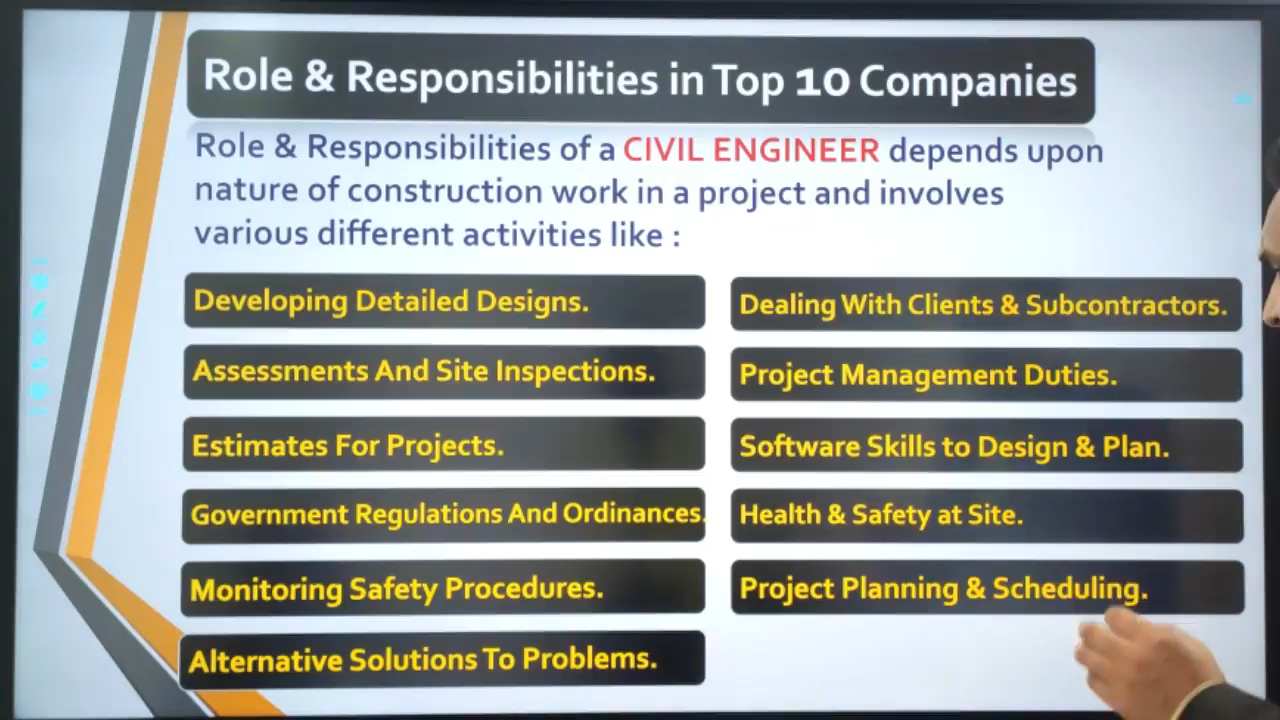 Role & Responsibilities in Top 10 Companies
Role & Responsibilities of a CIVIL ENGINEER depends upon
nature of construction work in a project and involves
various different activities like :
Developing Detailed Designs.
Assessments And Site Inspections.
Estimates For Projects.
Government Regulations And Ordinances.
Monitoring Safety Procedures.
Alternative Solutions To Problems.
Dealing With Clients & Subcontractors.
Project Management Duties.
Software Skills to Design & Plan.
Health & Safety at Site.
Project Planning & Scheduling.